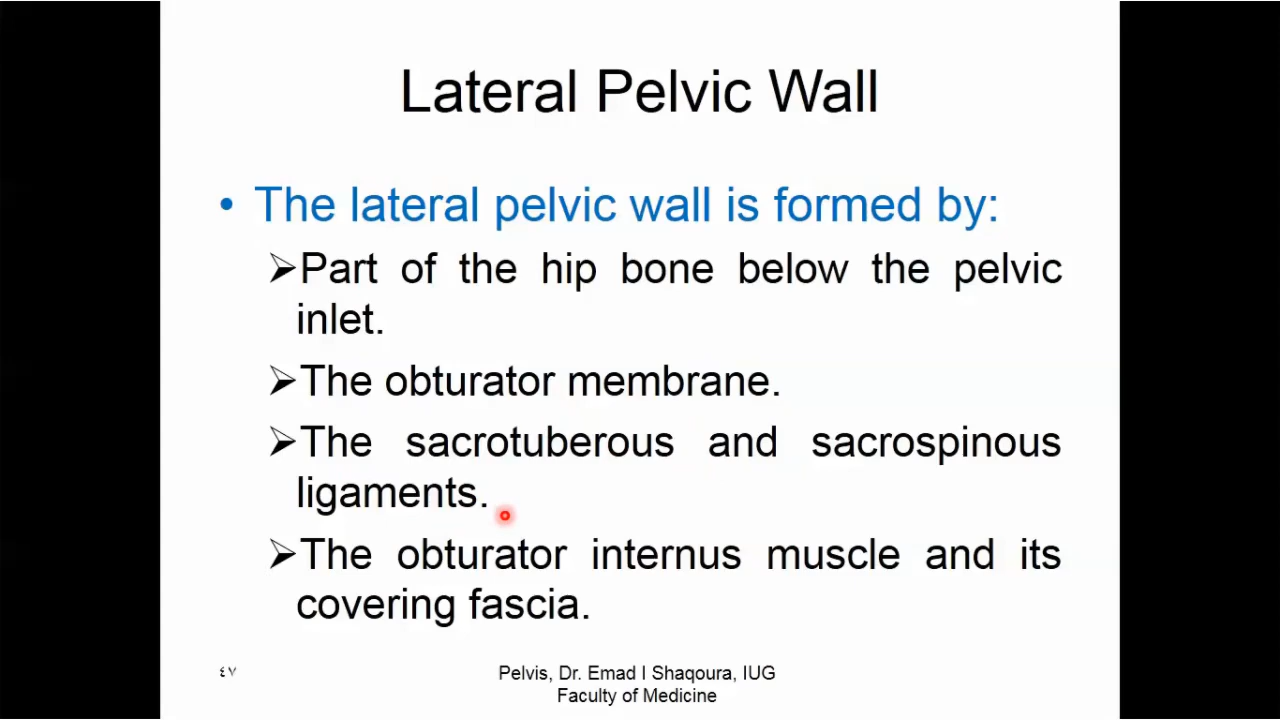 Lateral Pelvic Wall
• The lateral pelvic wall is formed by:
➢Part of the hip bone below the pelvic
inlet.
➢The obturator membrane.
➢The sacrotuberous and sacrospinous
ligaments.
➢The obturator internus muscle and its
covering fascia.
٤٧
Pelvis, Dr. Emad I Shaqoura, IUG
Faculty of Medicine